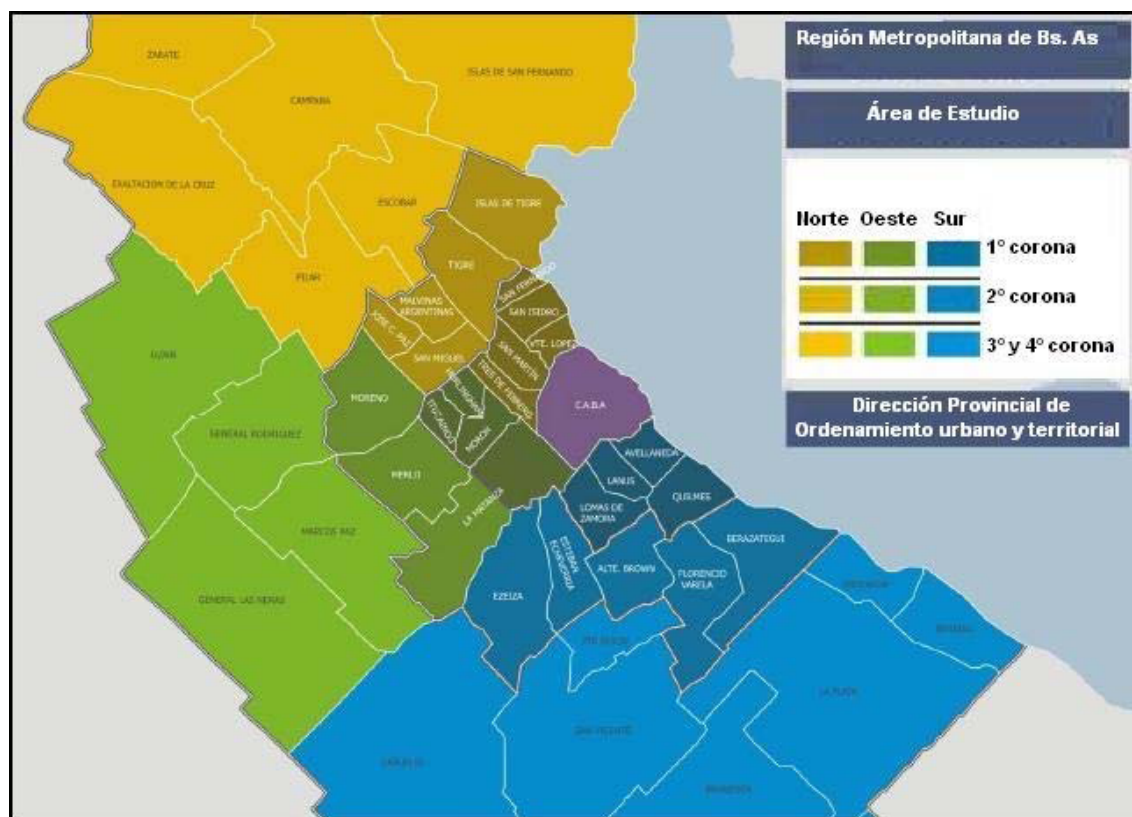 Región Metropolitana de Bs. As
Área de Estudio
Norte Oeste Sur
1° corona
2° corona
3° y 4° corona
Dirección Provincial de
Ordenamiento urbano y territorial
ZARATE
CAMPANA
ISLAS DE SAN FERNANDO
EXALTACION DE LA CRUZ
ESCOBAR
PILAR
ISLAS DE TIGRE
TIGRE
SAN FERNANDO
MALVINAS
ARGENTINAS
JOSE C. PAZ
SAN ISIDRO
VTE. LOPEZ
SAN MIGUEL
SAN MARTIN
TRES DE FEBRERO
C.A.B.A
LUJAN
GENERAL RODRIGUEZ
MORENO
HURLINGHAM
ITUZAINGO
MORON
MERLO
LA MATANZA
MARCOS PAZ
GENERAL LAS HERAS
AVELLANEDA
LANUS
QUILMES
LOMAS DE
ZAMORA
ESTEBAN
ECHEVERRIA
EZEIZA
ALTE. BROWN
FLORENCIO
VARELA
BERAZATEGUI
LA PLATA
SAN VICENTE